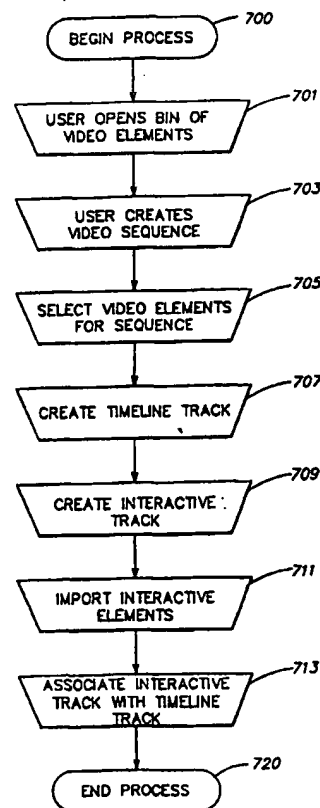 700
BEGIN PROCESS
701
USER OPENS BIN OF
VIDEO ELEMENTS
703
USER CREATES
VIDEO SEQUENCE
705
SELECT VIDEO ELEMENTS
FOR SEQUENCE
707
CREATE TIMELINE TRACK
709
CREATE INTERACTIVE
TRACK
711
IMPORT INTERACTIVE
ELEMENTS
713
ASSOCIATE INTERACTIVE
TRACK WITH TIMELINE
TRACK
720
END PROCESS